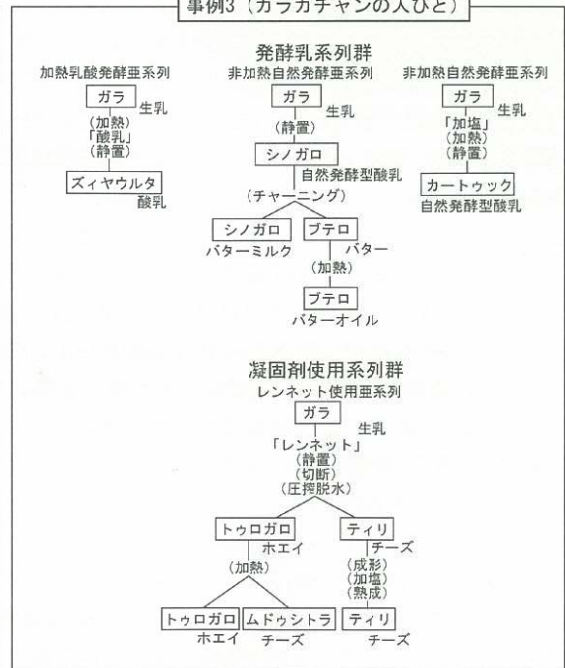 事例3（カラカチャンの人びと）
発酵乳系列群
加熱乳酸発酵亜系列
非加熱自然発酵亜系列
非加熱自然発酵亜系列
ガラ
生乳
（加熱）
「酸乳」
（静置）
ズィヤウルタ
酸乳
ガラ
生乳
（静置）
シノガロ
自然発酵型酸乳
（チャーニング）
シノガロ
バターミルク
ブテロ
バター
（加熱）
ブテロ
バターオイル
ガラ
生乳
「加塩」
（加熱）
（静置）
カートゥック
自然発酵型酸乳
凝固剤使用系列群
レンネット使用亜系列
ガラ
生乳
「レンネット」
（静置）
（切断）
（圧搾脱水）
トゥロガロ
ホエイ
ティリ
チーズ
（加熱）
（成形）
（加塩）
（熟成）
トゥロガロ
ホエイ
ムドゥシトラ
チーズ
ティリ
チーズ